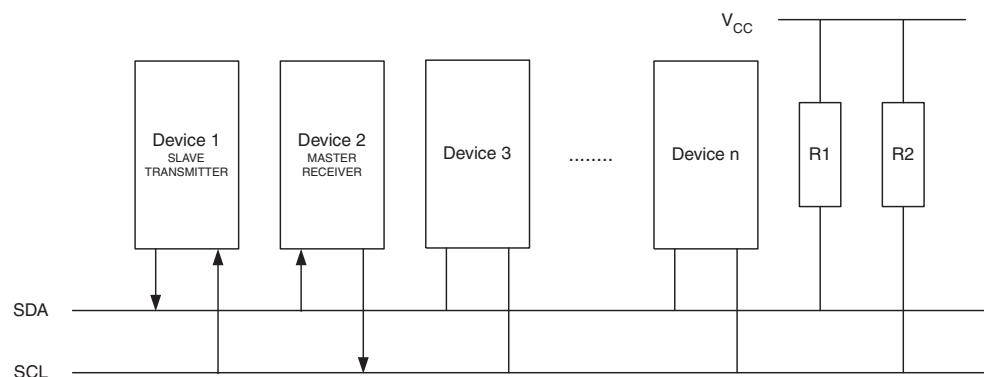 VCC
Device 1
SLAVE
TRANSMITTER
Device 2
MASTER
RECEIVER
Device 3
........
Device n
R1
R2
SDA
SCL